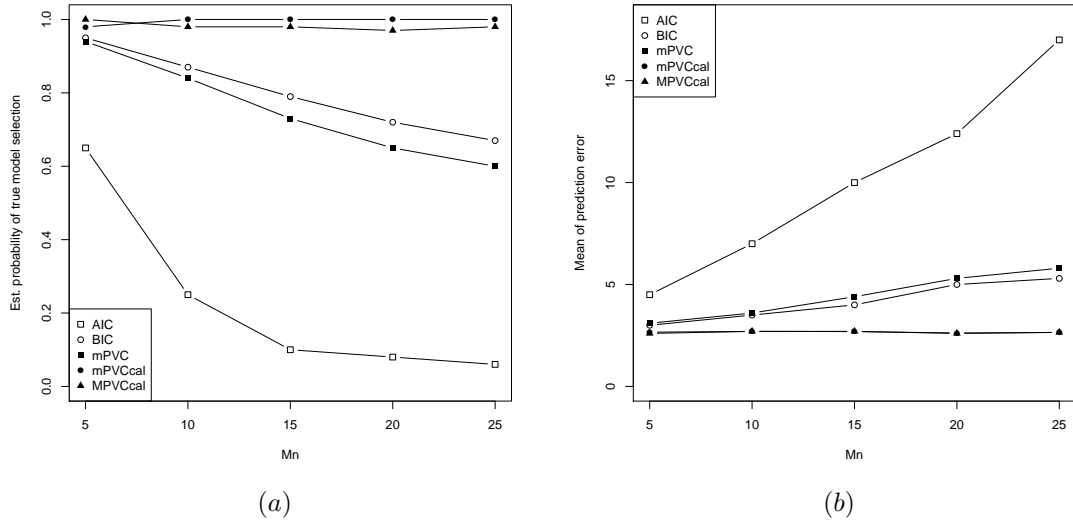 Est. probability of true model selection
1.0
0.8
0.6
0.4
0.2
0.0
AIC
BIC
mPVC
mPVCcal
MPVCcal
5
10
15
20
25
Mn
(a)
Mean of prediction error
15
10
5
0
AIC
BIC
mPVC
mPVCcal
MPVCcal
5
10
15
20
25
Mn
(b)